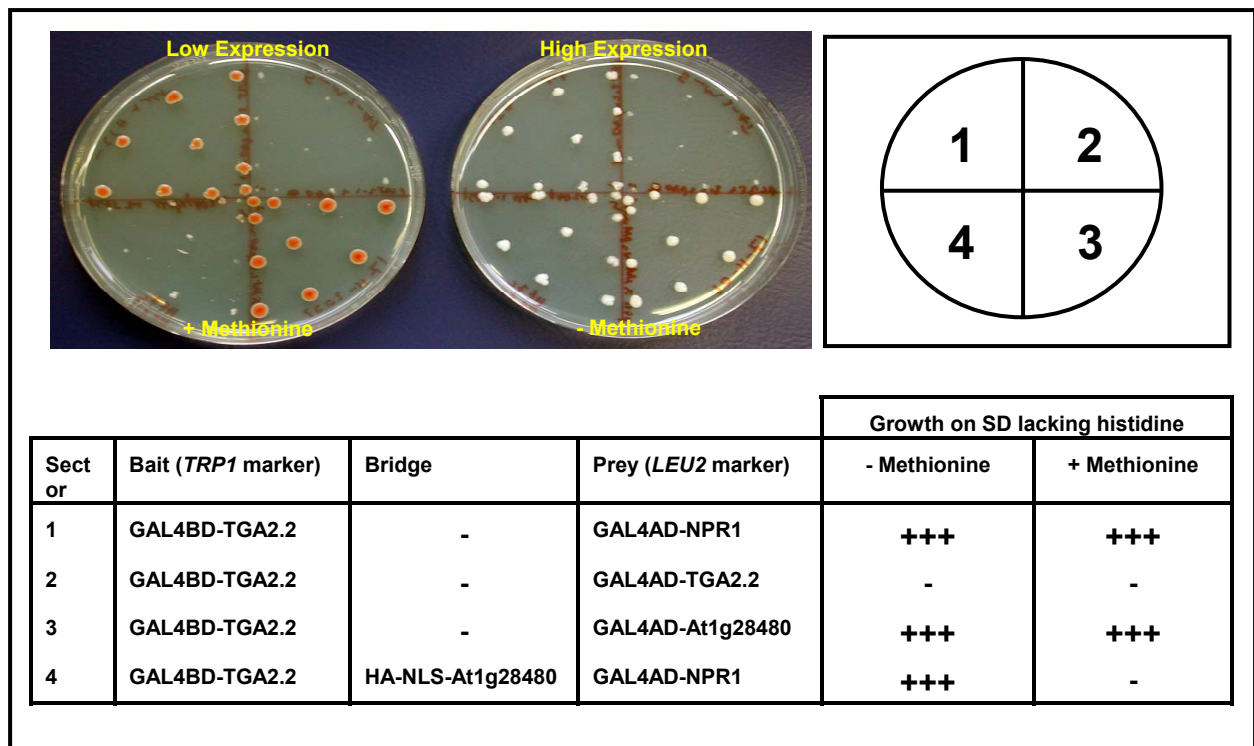 Low Expression
High Expression
+ Methionine
- Methionine
1 2
4 3
Growth on SD lacking histidine
Sect or Bait (TRP1 marker) Bridge Prey (LEU2 marker) - Methionine + Methionine
1 GAL4BD-TGA2.2 - GAL4AD-NPR1 +++ +++
2 GAL4BD-TGA2.2 - GAL4AD-TGA2.2 - -
3 GAL4BD-TGA2.2 - GAL4AD-At1g28480 +++ +++
4 GAL4BD-TGA2.2 HA-NLS-At1g28480 GAL4AD-NPR1 +++ -